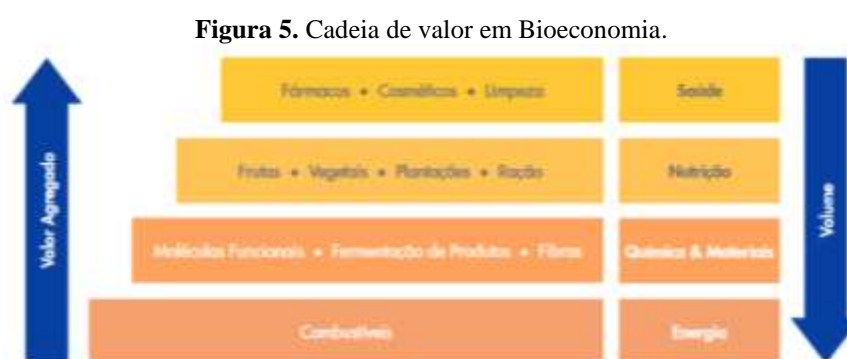 Figura 5. Cadeia de valor em Bioeconomia.
Fármacos • Cosméticos • Limpeza
Saúde
Frutas • Vegetais • Plantações • Ração
Nutrição
Moléculas Funcionais • Fermentação de Produtos • Fibras
Química & Materiais
Combustíveis
Energia
Valor Agregado
Volume